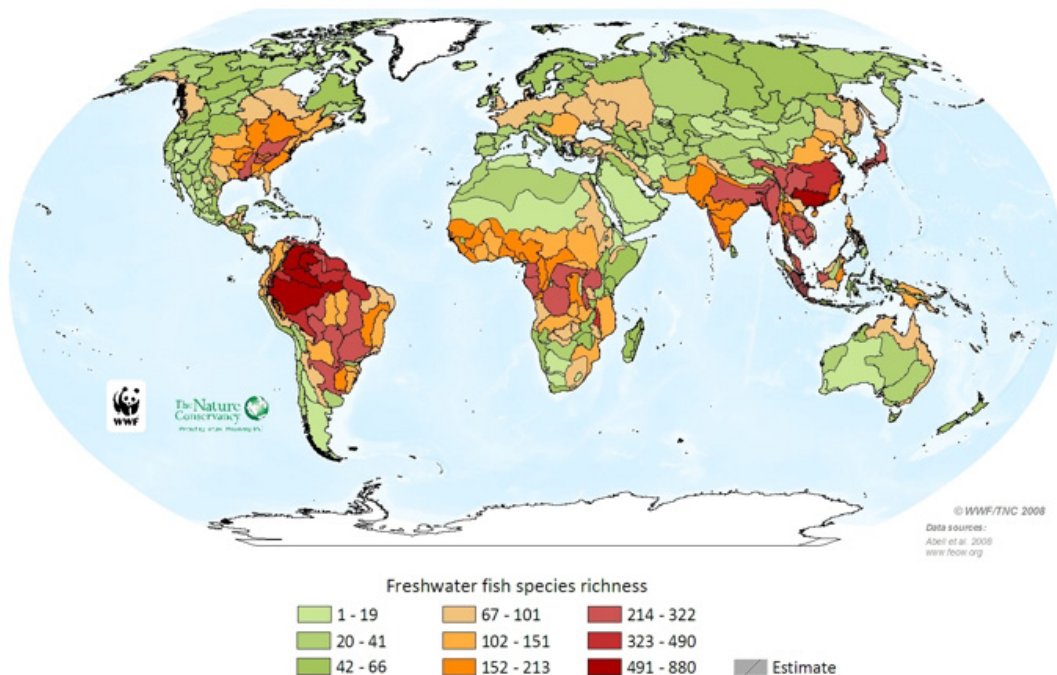 WWF
The Nature
Conservancy
© WWF/TNC 2008
Data sources:
Abell et al. 2008
www.feow.org
Freshwater fish species richness
1 - 19
67 - 101
214 - 322
20 - 41
102 - 151
323 - 490
42 - 66
152 - 213
491 - 880
Estimate